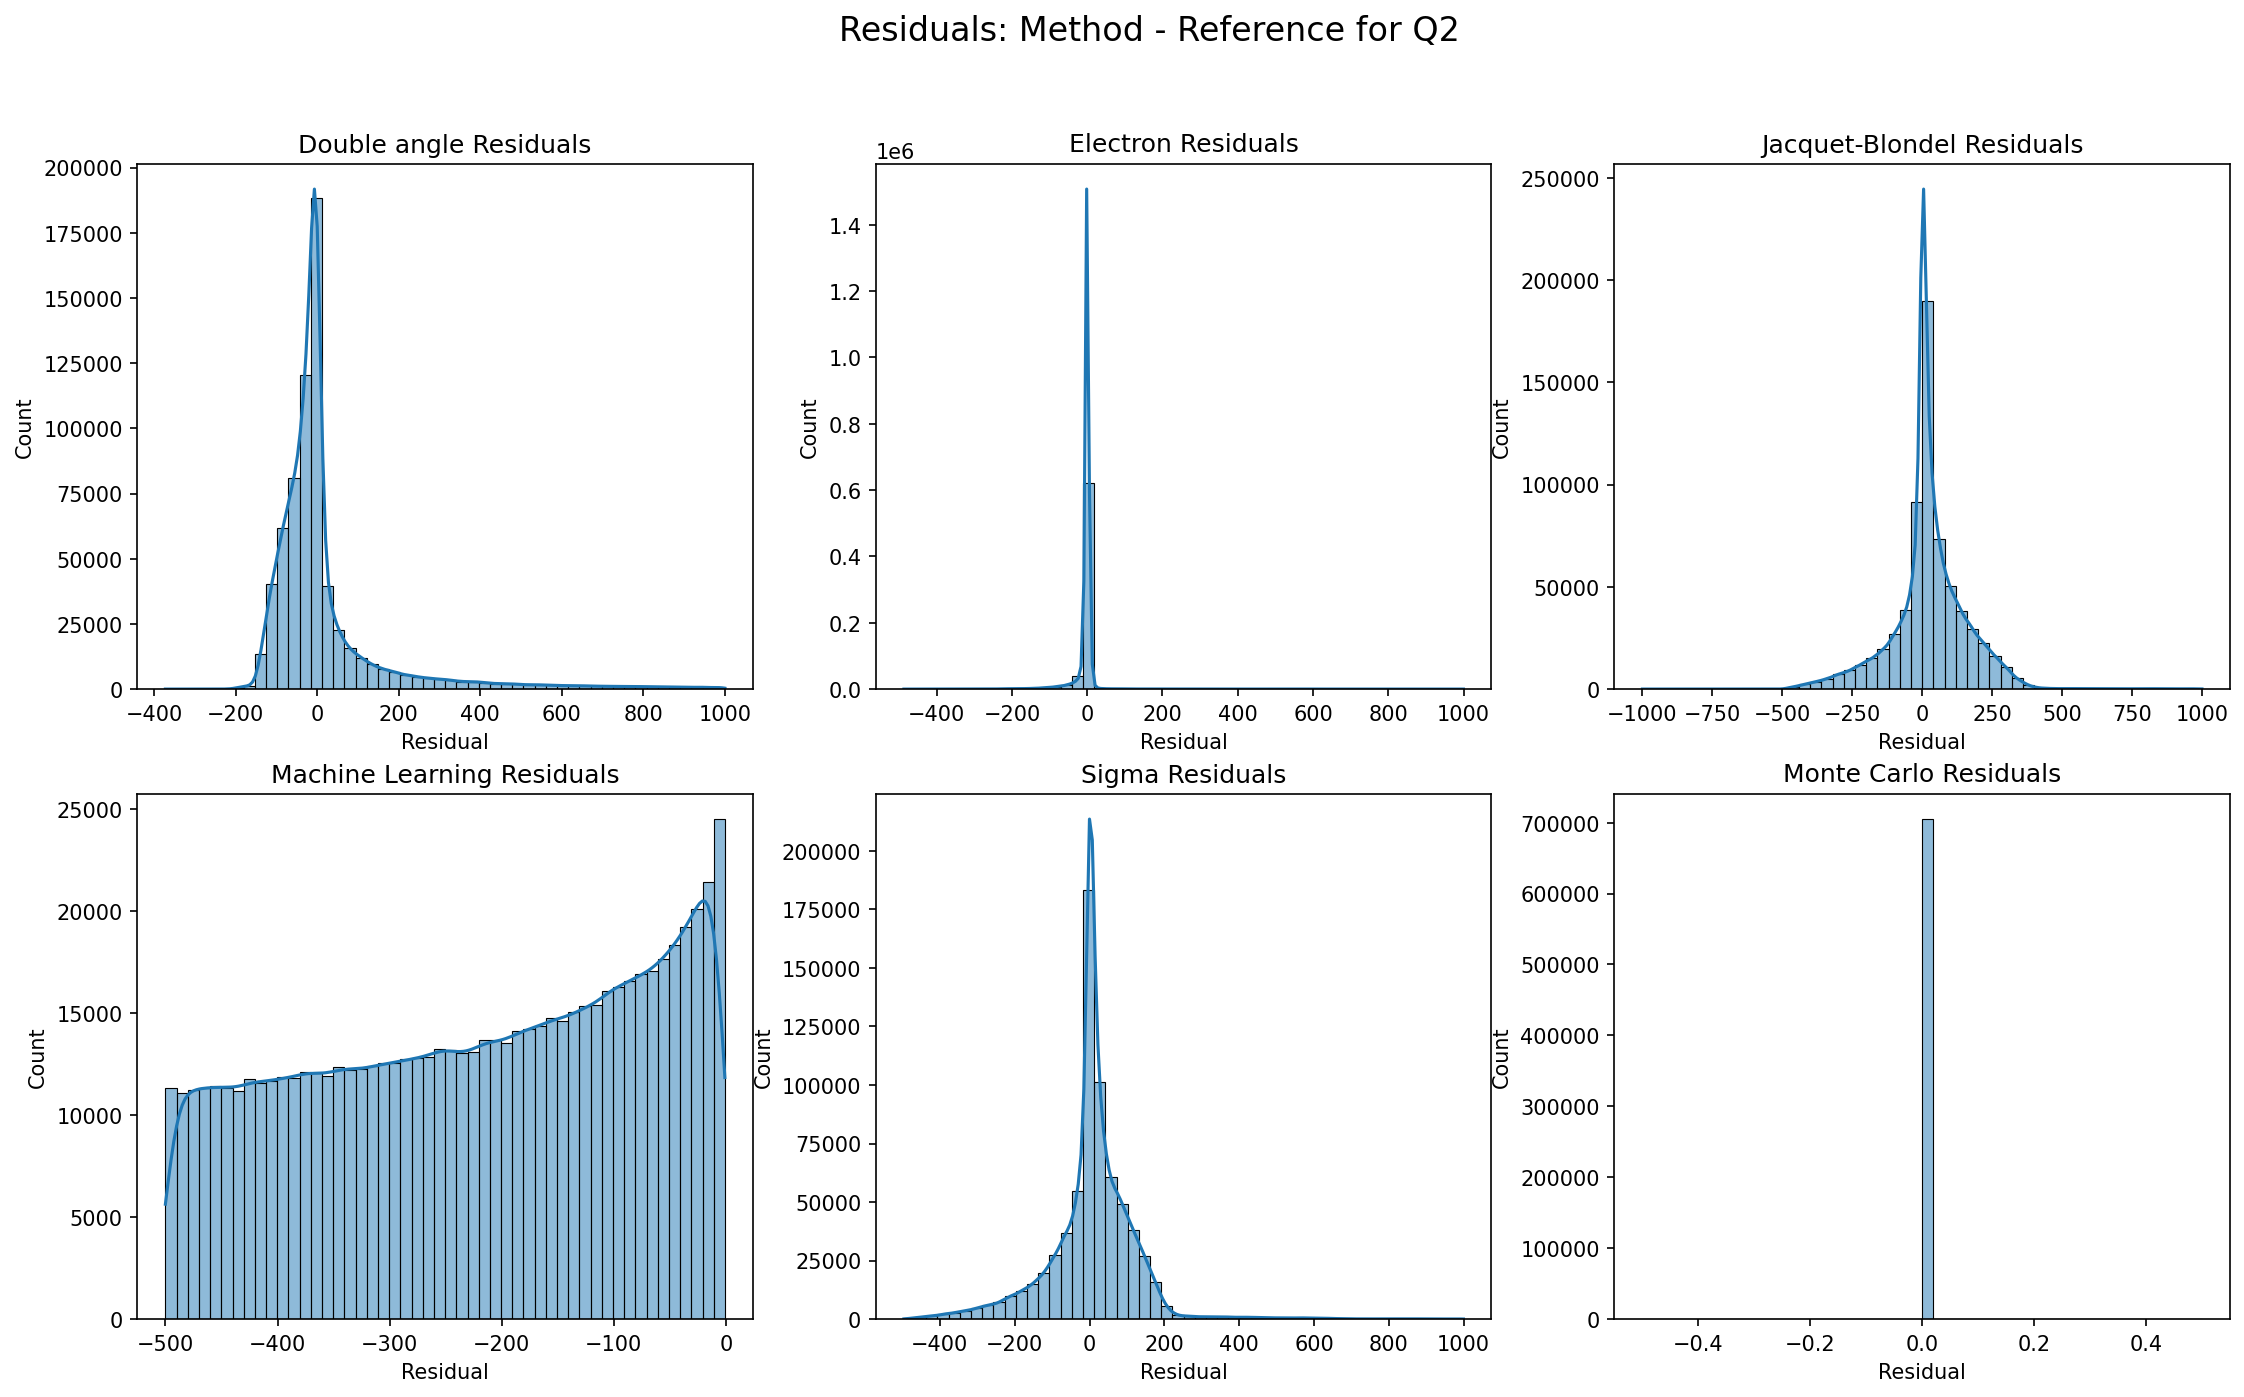 Residuals: Method - Reference for Q2
Double angle Residuals
200000
175000
150000
125000
100000
75000
50000
25000
0
Count
−400 −200 0 200 400 600 800 1000
Residual
Electron Residuals
1e6
1.4
1.2
1.0
0.8
0.6
0.4
0.2
0.0
Count
−400 −200 0 200 400 600 800 1000
Residual
Jacquet-Blondel Residuals
250000
200000
150000
100000
50000
0
Count
−1000 −750 −500 −250 0 250 500 750 1000
Residual
Machine Learning Residuals
25000
20000
15000
10000
5000
0
Count
−500 −400 −300 −200 −100 0
Residual
Sigma Residuals
200000
175000
150000
125000
100000
75000
50000
25000
0
Count
−400 −200 0 200 400 600 800 1000
Residual
Monte Carlo Residuals
700000
600000
500000
400000
300000
200000
100000
0
Count
−0.4 −0.2 0.0 0.2 0.4
Residual